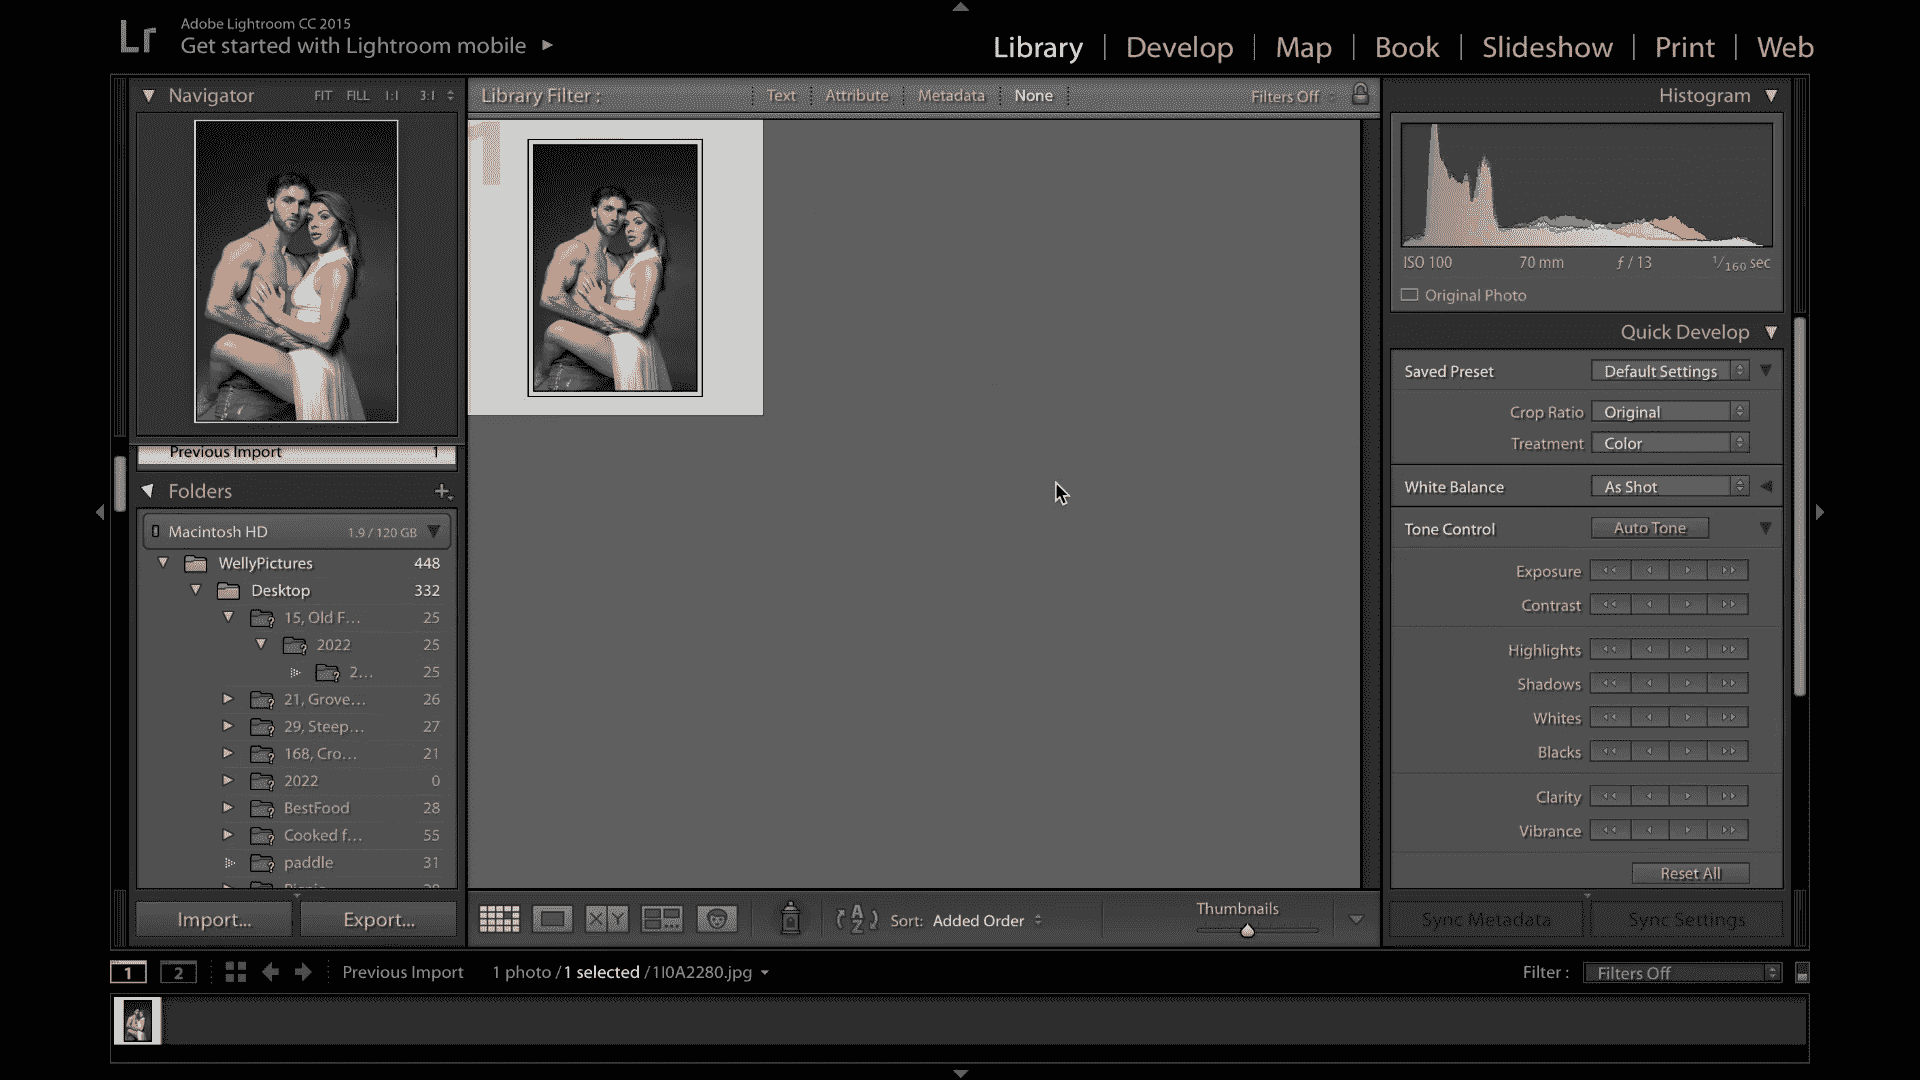 Lr
Adobe Lightroom CC 2015
Get started with Lightroom mobile
Library | Develop | Map | Book | Slideshow | Print | Web
Navigator FIT FILL 1:1 3:1
Previous Import 1
Folders
Macintosh HD 1.9 / 120 GB
WellyPictures 448
Desktop 332
15, Old F... 25
2022 25
2... 25
21, Grove... 26
29, Steep... 27
168, Cro... 21
2022 0
BestFood 28
Cooked f... 55
paddle 31
Import... Export...
Library Filter : Text Attribute Metadata None Filters Off
1
X Y
Sort: Added Order
Thumbnails
Histogram
ISO 100 70 mm ƒ / 13 1/160 sec
Original Photo
Quick Develop
Saved Preset Default Settings
Crop Ratio Original
Treatment Color
White Balance As Shot
Tone Control Auto Tone
Exposure
Contrast
Highlights
Shadows
Whites
Blacks
Clarity
Vibrance
Reset All
Sync Metadata Sync Settings
1 2 Previous Import 1 photo / 1 selected / 1I0A2280.jpg Filter : Filters Off